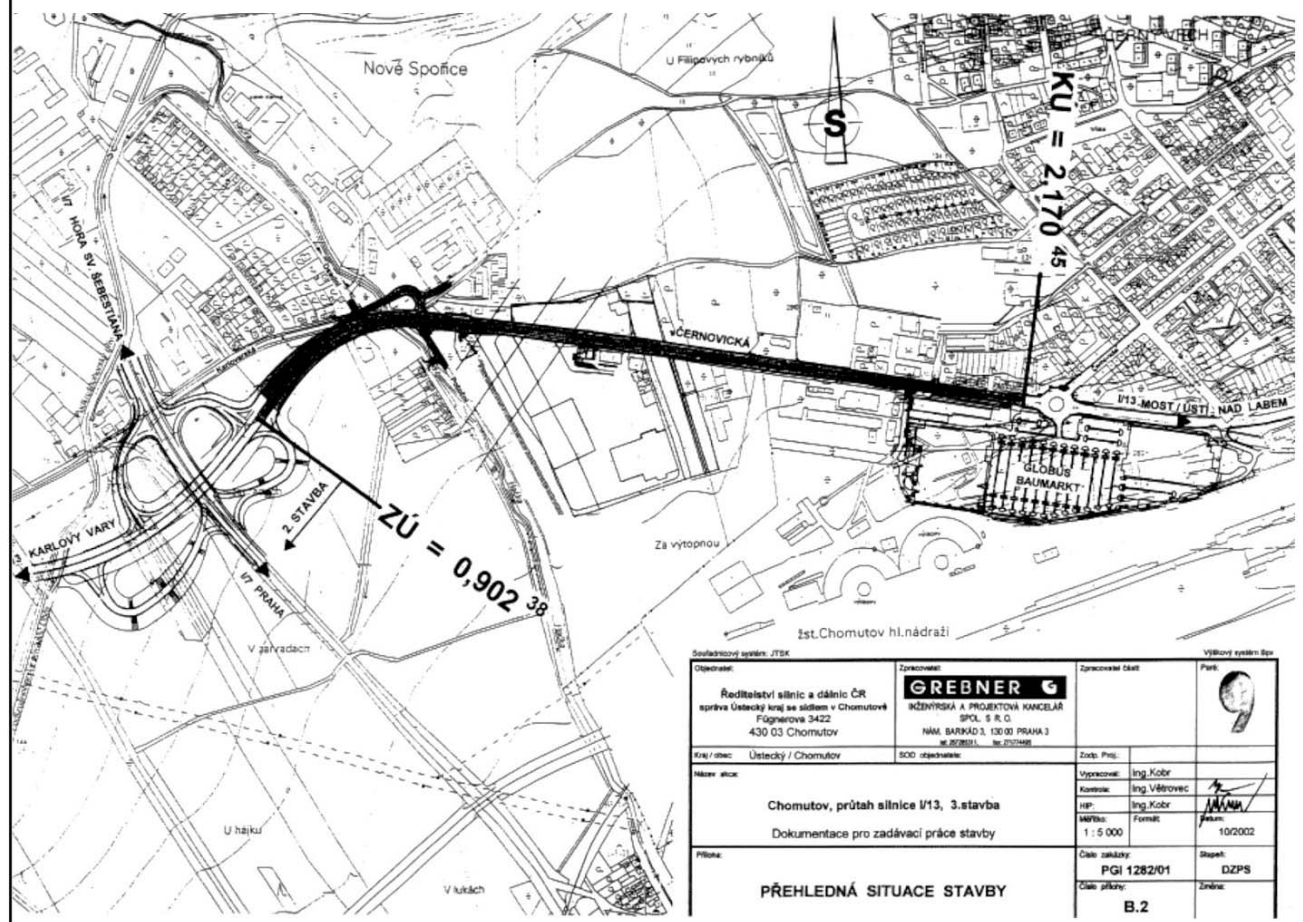 Nové Spořice
U Filipových rybníků
ČERNÝ VRCH
S
KÚ = 2,170 45
I/7 HORA SV. ŠEBESTIANA
ČERNOVICKÁ
Karlovarská
I/13 MOST / ÚSTÍ NAD LABEM
GLOBUS
BAUMARKT
KARLOVY VARY
2. STAVBA
ZÚ = 0,902 38
I/7 PRAHA
Za výtopnou
V zahradách
žst.Chomutov hl.nádraží
U hájku
V lukách
Souřadnicový systém: JTSK
Výškový systém Bpv
Objednatel:
Ředitelství silnic a dálnic ČR
správa Ústecký kraj se sídlem v Chomutově
Fügnerova 3422
430 03 Chomutov
Zpracovatel:
GREBNER G
INŽENÝRSKÁ A PROJEKTOVÁ KANCELÁŘ
SPOL. S R. O.
NÁM. BARIKÁD 3, 130 00 PRAHA 3
Zpracovatel části:
Paré:
9
Kraj / obec: Ústecký / Chomutov
SOD objednatele:
Zodp. Proj.:
Název akce:
Chomutov, průtah silnice I/13, 3.stavba
Dokumentace pro zadávací práce stavby
Vypracoval: Ing.Kobr
Kontrola: Ing.Větrovec
HIP: Ing.Kobr
Měřítko: Formát: Datum:
1 : 5 000 10/2002
Příloha:
PŘEHLEDNÁ SITUACE STAVBY
Číslo zakázky: Stupeň:
PGI 1282/01 DZPS
Číslo přílohy: Změna:
B.2